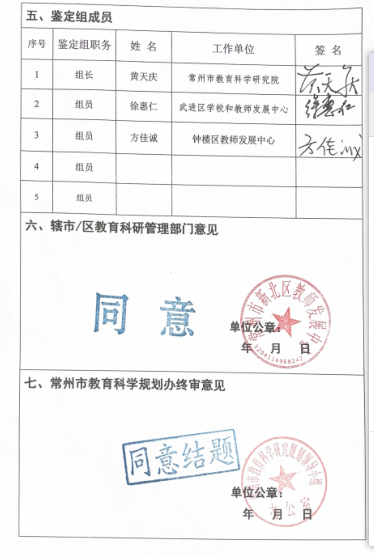 五、鉴定组成员
序号 鉴定组职务 姓 名 工作单位 签 名
1 组长 黄天庆 常州市教育科学研究院 黄天庆
2 组员 徐惠仁 武进区学校和教师发展中心 徐惠仁
3 组员 方佳诚 钟楼区教师发展中心 方佳诚
4 组员
5 组员
六、辖市/区教育科研管理部门意见
同 意
常州市新北区教师发展中心
单位公章：
年 月 日
七、常州市教育科学规划办终审意见
同意结题
单位公章：
年 月 日